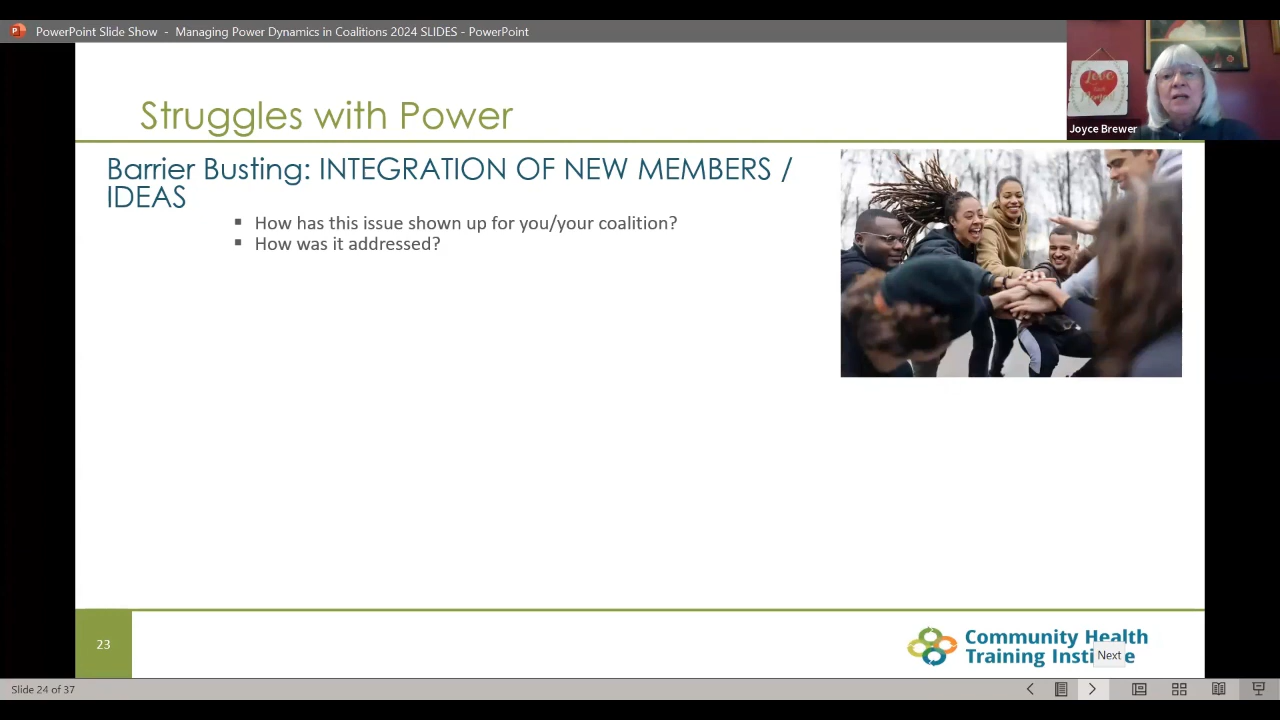 PowerPoint Slide Show - Managing Power Dynamics in Coalitions 2024 SLIDES - PowerPoint
Love
Joyce Brewer
Struggles with Power
Barrier Busting: INTEGRATION OF NEW MEMBERS /
IDEAS
▪ How has this issue shown up for you/your coalition?
▪ How was it addressed?
23
Community Health
Training
Next
Slide 24 of 37